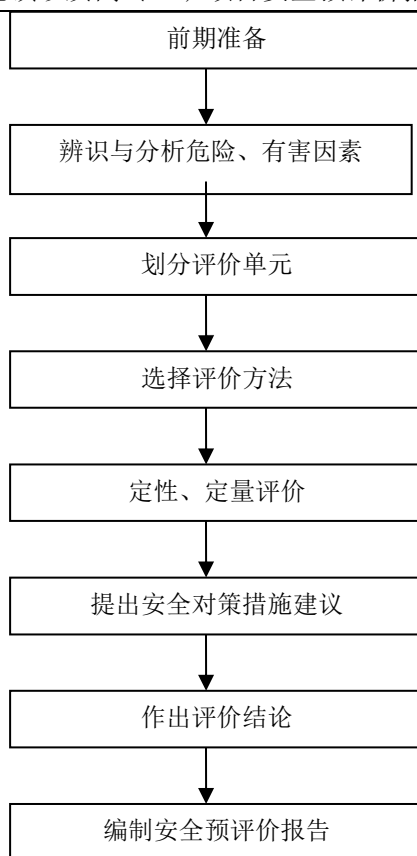 前期准备
辨识与分析危险、有害因素
划分评价单元
选择评价方法
定性、定量评价
提出安全对策措施建议
作出评价结论
编制安全预评价报告